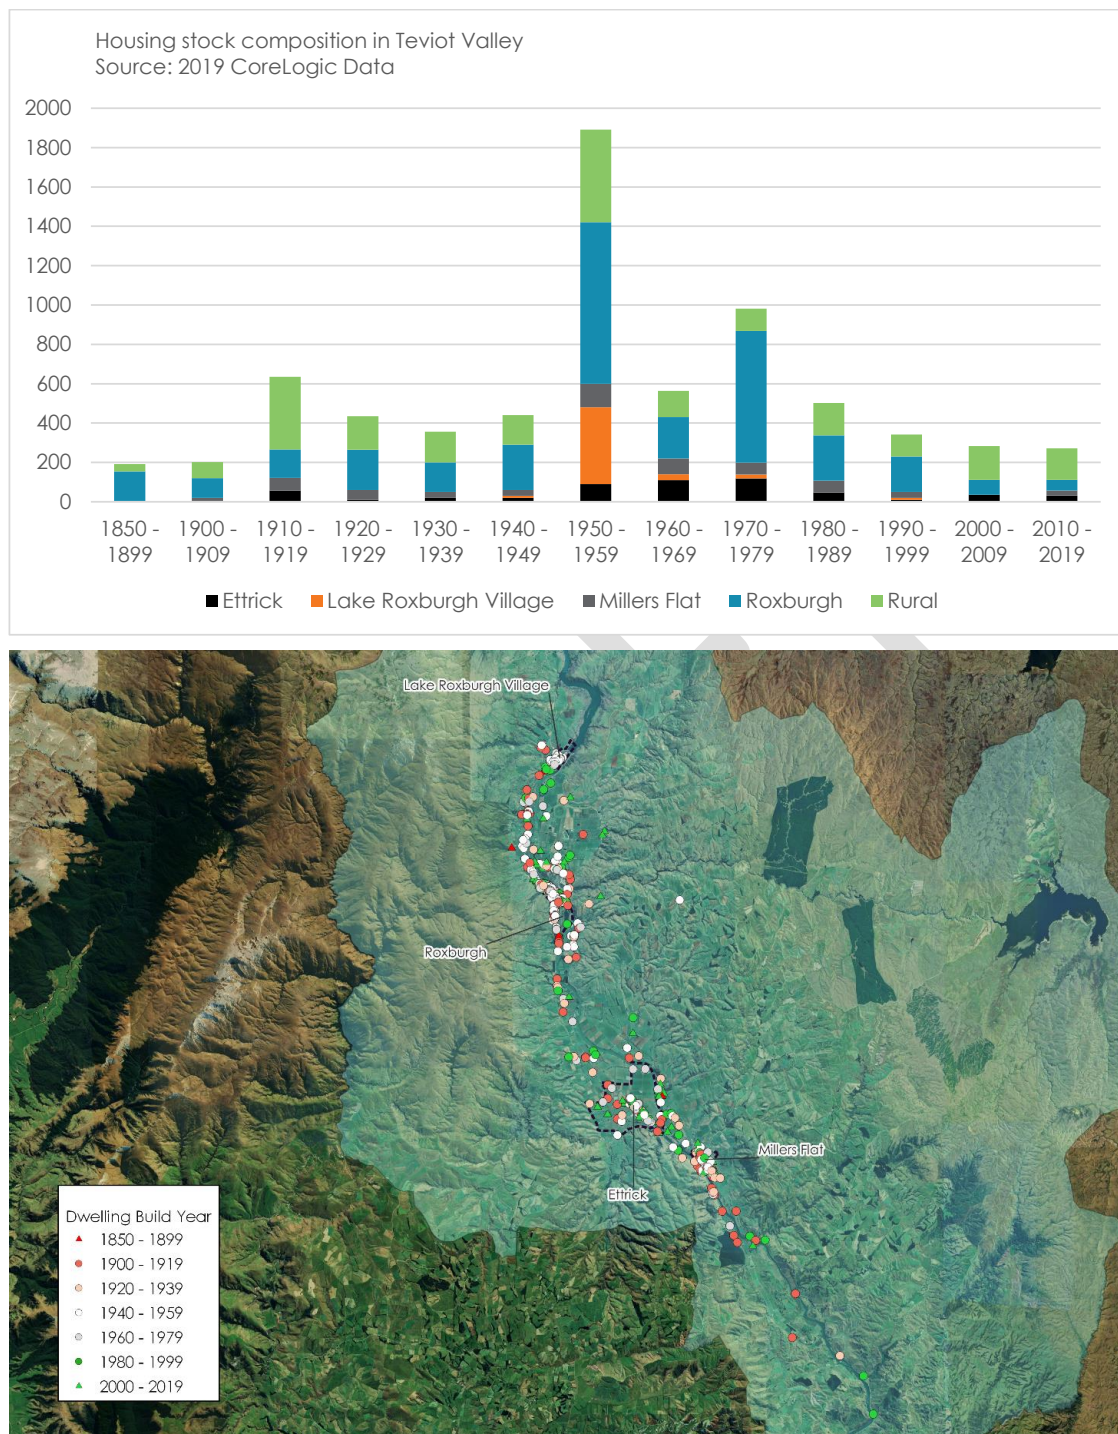 Housing stock composition in Teviot Valley
Source: 2019 CoreLogic Data
2000
1800
1600
1400
1200
1000
800
600
400
200
0
1850 - 1899
1900 - 1909
1910 - 1919
1920 - 1929
1930 - 1939
1940 - 1949
1950 - 1959
1960 - 1969
1970 - 1979
1980 - 1989
1990 - 1999
2000 - 2009
2010 - 2019
Ettrick Lake Roxburgh Village Millers Flat Roxburgh Rural
Lake Roxburgh Village
Roxburgh
Millers Flat
Ettrick
Dwelling Build Year
1850 - 1899
1900 - 1919
1920 - 1939
1940 - 1959
1960 - 1979
1980 - 1999
2000 - 2019